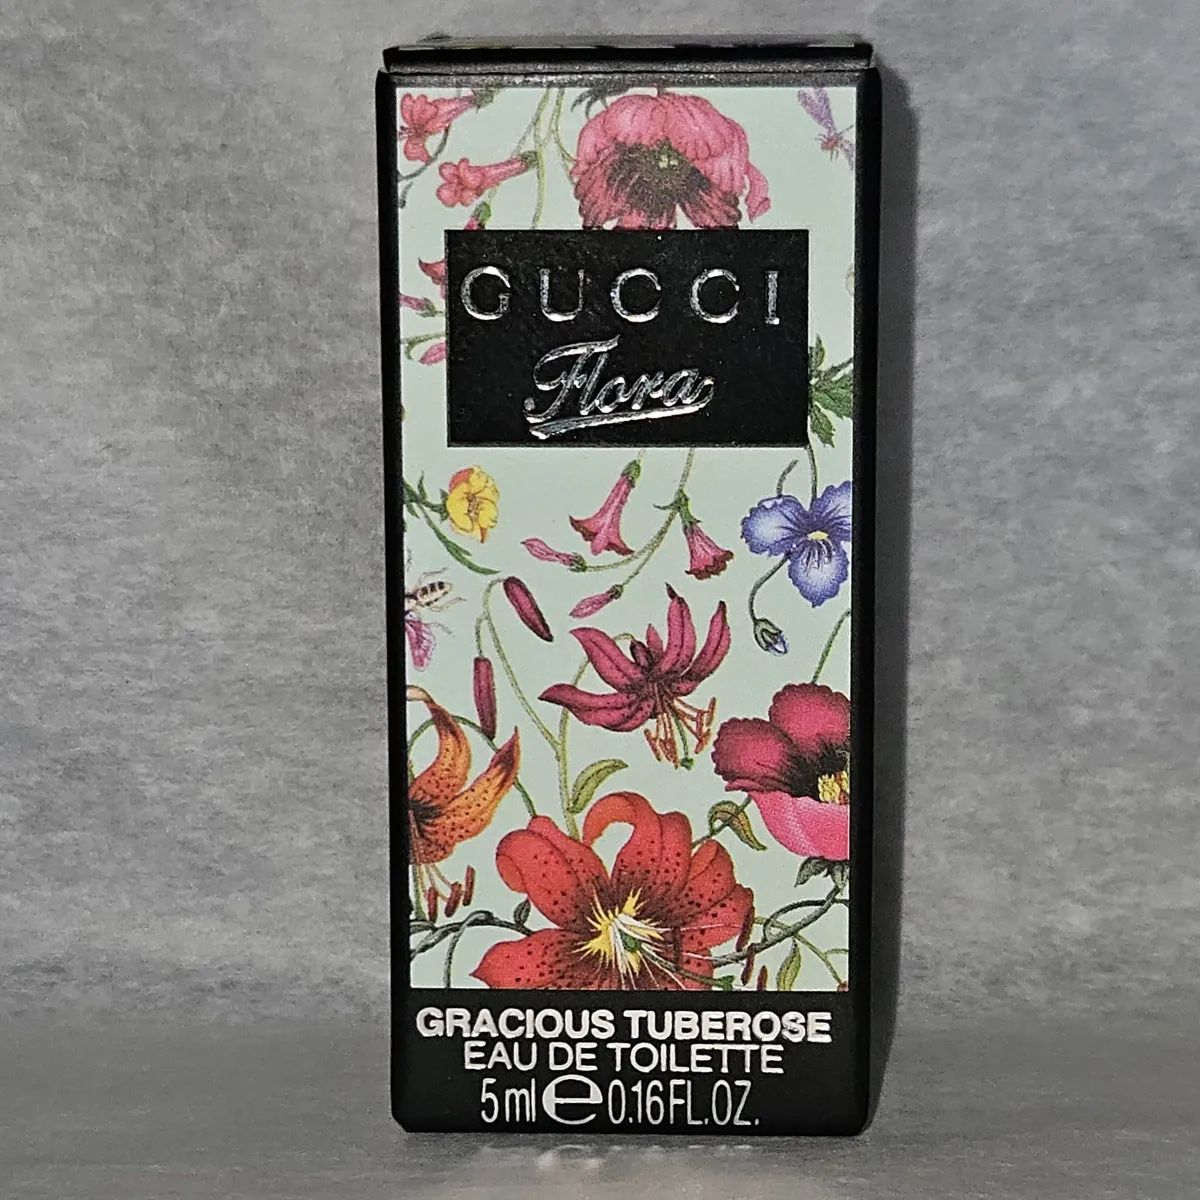 GUCCI
Flora
GRACIOUS TUBEROSE
EAU DE TOILETTE
5ml ℮ 0.16FL.OZ.